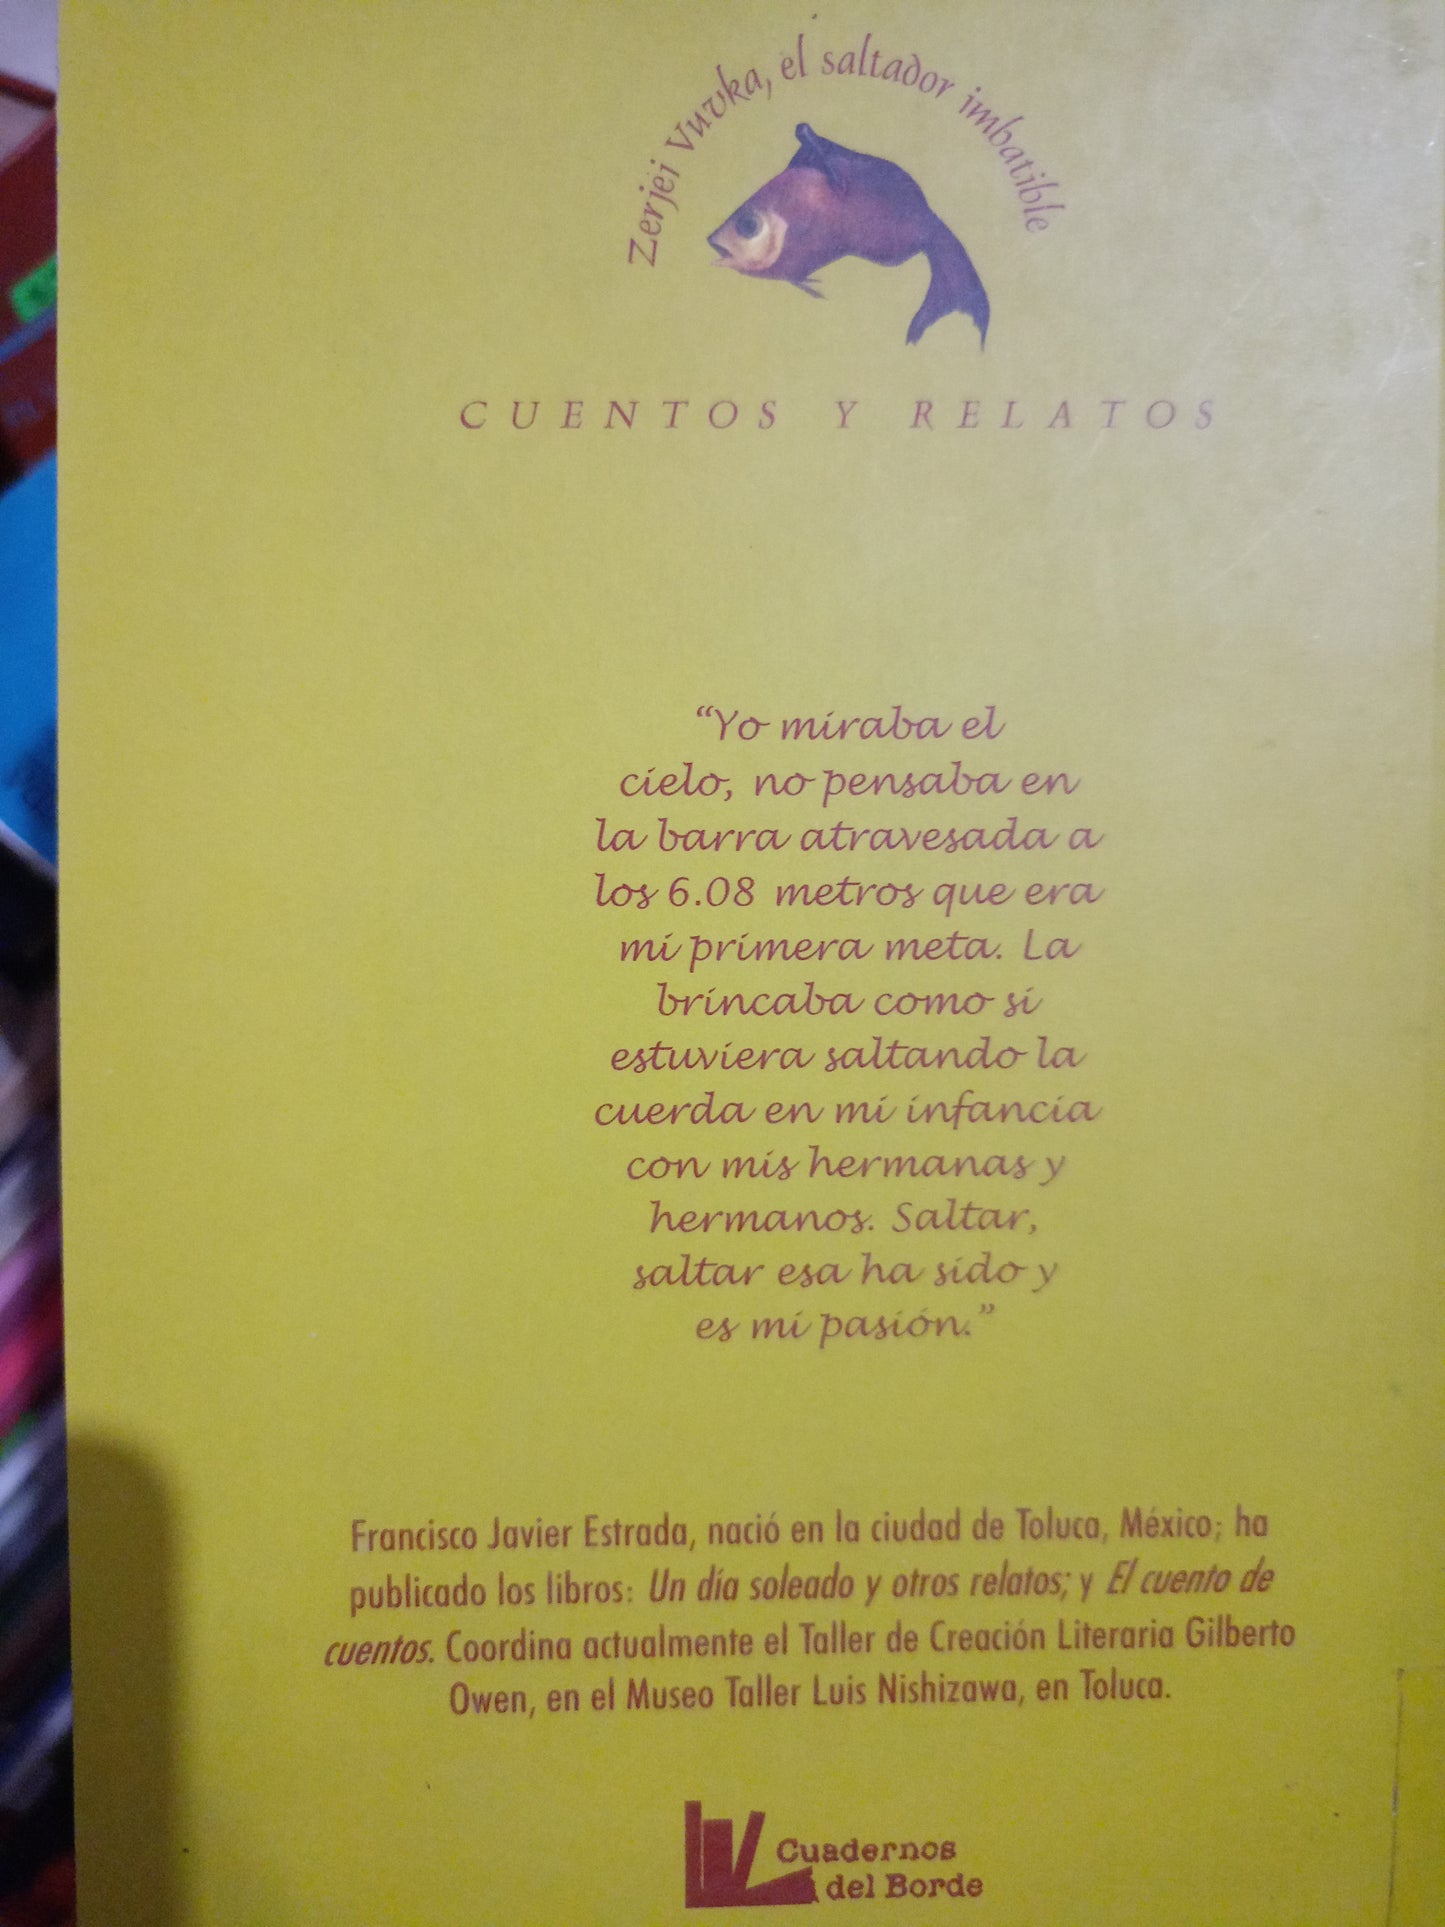 Zerjei Vuvka, el saltador imbatible
CUENTOS Y RELATOS
“Yo miraba el
cielo, no pensaba en
la barra atravesada a
los 6.08 metros que era
mi primera meta. La
brincaba como si
estuviera saltando la
cuerda en mi infancia
con mis hermanas y
hermanos. Saltar,
saltar esa ha sido y
es mi pasión.”
Francisco Javier Estrada, nació en la ciudad de Toluca, México; ha
publicado los libros: Un día soleado y otros relatos; y El cuento de
cuentos. Coordina actualmente el Taller de Creación Literaria Gilberto
Owen, en el Museo Taller Luis Nishizawa, en Toluca.
Cuadernos
del Borde